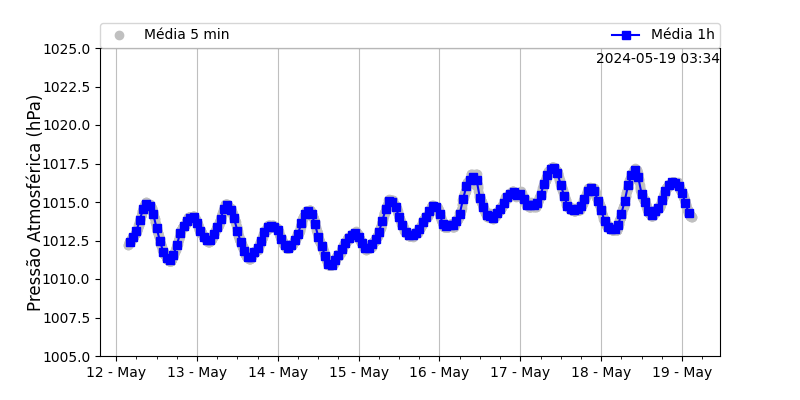 Média 5 min
Média 1h
2024-05-19 03:34
Pressão Atmosférica (hPa)
1025.0
1022.5
1020.0
1017.5
1015.0
1012.5
1010.0
1007.5
1005.0
12 - May
13 - May
14 - May
15 - May
16 - May
17 - May
18 - May
19 - May